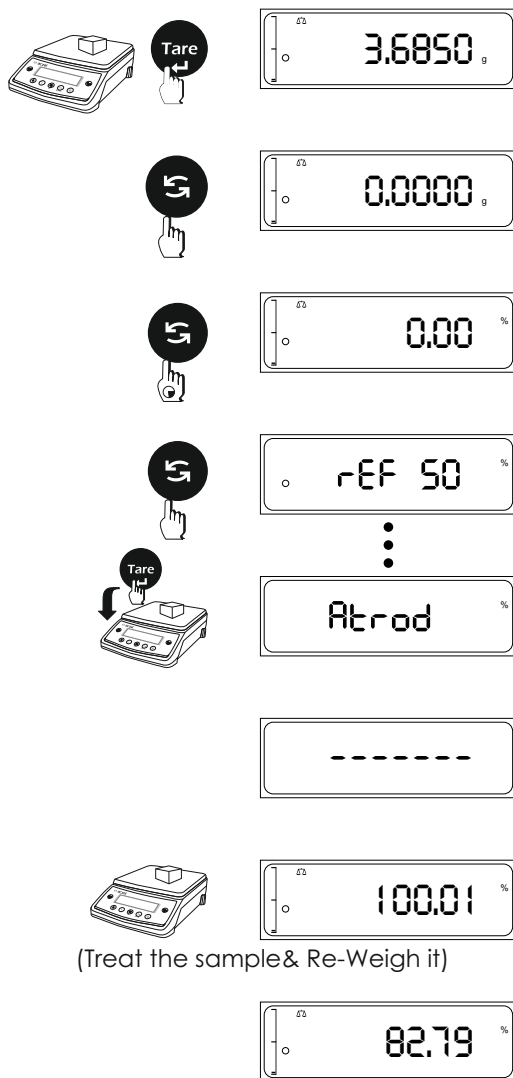 Tare
3.6850 g
0.0000 g
0.00 %
rEF 50 %
Tare
Atrod %
-------
100.01 %
(Treat the sample& Re-Weigh it)
82.79 %